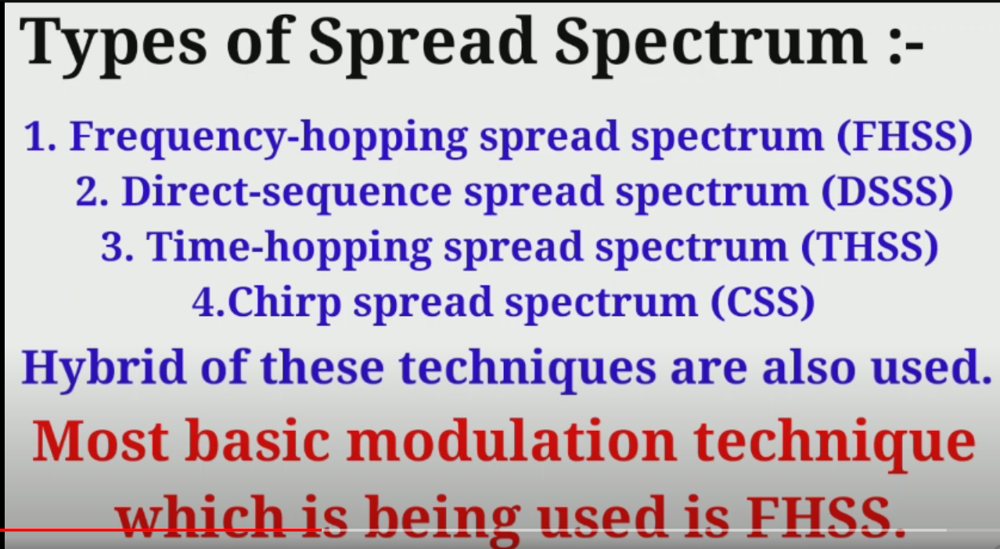 Types of Spread Spectrum :-
1. Frequency-hopping spread spectrum (FHSS)
2. Direct-sequence spread spectrum (DSSS)
3. Time-hopping spread spectrum (THSS)
4.Chirp spread spectrum (CSS)
Hybrid of these techniques are also used.
Most basic modulation technique
which is being used is FHSS.